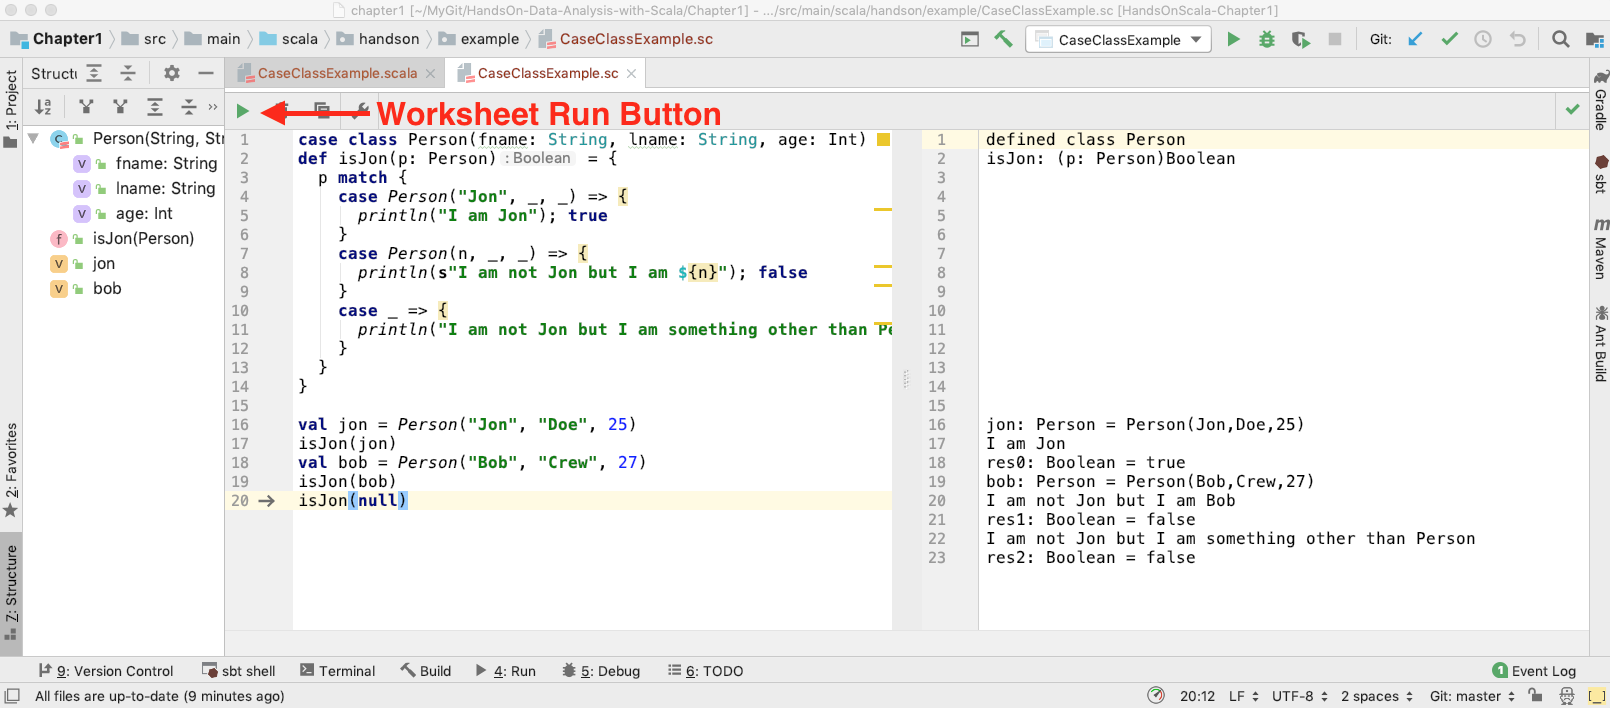 chapter1 [~/MyGit/HandsOn-Data-Analysis-with-Scala/Chapter1] - .../src/main/scala/handson/example/CaseClassExample.sc [HandsOnScala-Chapter1]
Chapter1 src main scala handson example CaseClassExample.sc
CaseClassExample Git:
Structu
CaseClassExample.scala CaseClassExample.sc
Worksheet Run Button
1: Project
2: Favorites
Z: Structure
Person(String, Str
fname: String
lname: String
age: Int
isJon(Person)
jon
bob
1 case class Person(fname: String, lname: String, age: Int)
2 def isJon(p: Person) : Boolean = {
3 p match {
4 case Person("Jon", _, _) => {
5 println("I am Jon"); true
6 }
7 case Person(n, _, _) => {
8 println(s"I am not Jon but I am ${n}"); false
9 }
10 case _ => {
11 println("I am not Jon but I am something other than Pe
12 }
13 }
14 }
15
16 val jon = Person("Jon", "Doe", 25)
17 isJon(jon)
18 val bob = Person("Bob", "Crew", 27)
19 isJon(bob)
20 isJon(null)
1 defined class Person
2 isJon: (p: Person)Boolean
3
4
5
6
7
8
9
10
11
12
13
14
15
16 jon: Person = Person(Jon,Doe,25)
17 I am Jon
18 res0: Boolean = true
19 bob: Person = Person(Bob,Crew,27)
20 I am not Jon but I am Bob
21 res1: Boolean = false
22 I am not Jon but I am something other than Person
23 res2: Boolean = false
Gradle
sbt
m Maven
Ant Build
9: Version Control sbt shell Terminal Build 4: Run 5: Debug 6: TODO 1 Event Log
All files are up-to-date (9 minutes ago) 20:12 LF UTF-8 2 spaces Git: master